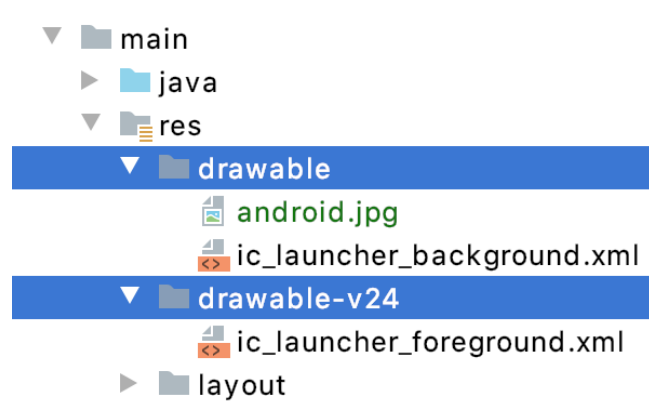 main
java
res
drawable
android.jpg
ic_launcher_background.xml
drawable-v24
ic_launcher_foreground.xml
layout